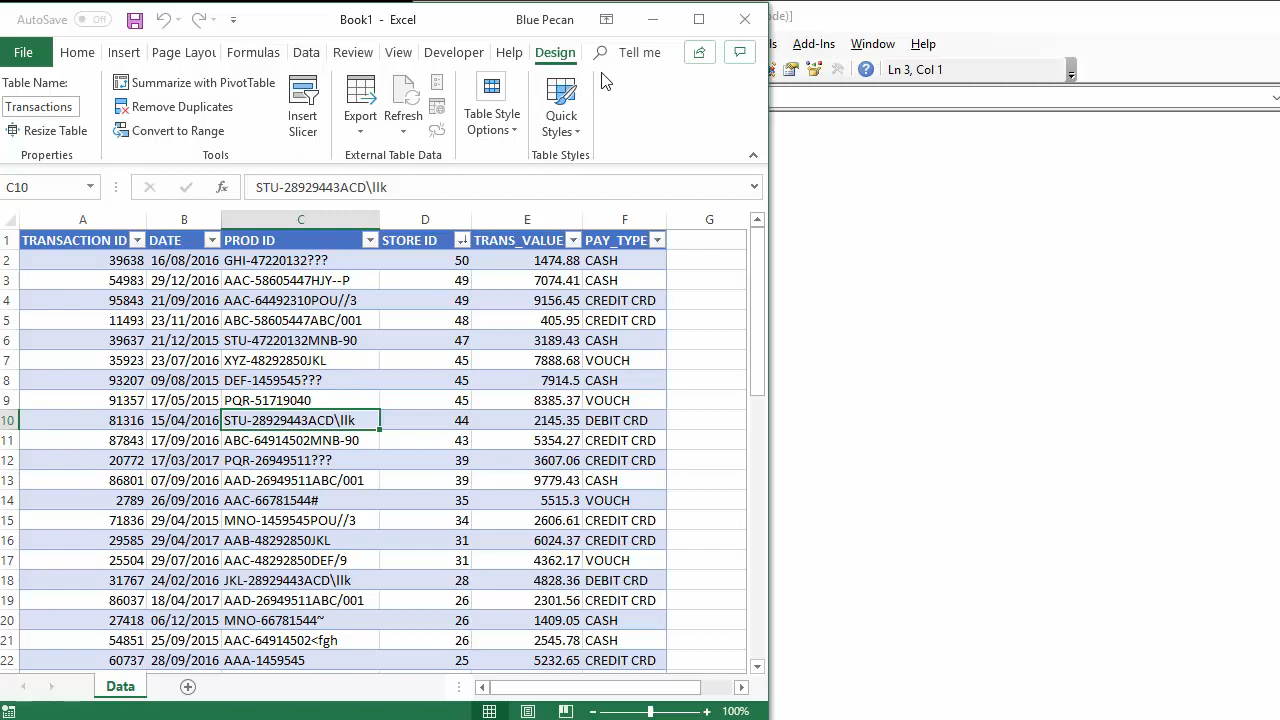 AutoSave Off Book1 - Excel Blue Pecan
File Home Insert Page Layou Formulas Data Review View Developer Help Design Tell me
Table Name:
Transactions
Resize Table
Properties
Summarize with PivotTable
Remove Duplicates
Convert to Range
Insert
Slicer
Tools
Export Refresh
External Table Data
Table Style
Options
Quick
Styles
Table Styles
C10 fx STU-28929443ACD\llk
A B C D E F G
1 TRANSACTION ID DATE PROD ID STORE ID TRANS_VALUE PAY_TYPE
2 39638 16/08/2016 GHI-47220132??? 50 1474.88 CASH
3 54983 29/12/2016 AAC-58605447HJY--P 49 7074.41 CASH
4 95843 21/09/2016 AAC-64492310POU//3 49 9156.45 CREDIT CRD
5 11493 23/11/2016 ABC-58605447ABC/001 48 405.95 CREDIT CRD
6 39637 21/12/2015 STU-47220132MNB-90 47 3189.43 CASH
7 35923 23/07/2016 XYZ-48292850JKL 45 7888.68 VOUCH
8 93207 09/08/2015 DEF-1459545??? 45 7914.5 CASH
9 91357 17/05/2015 PQR-51719040 45 8385.37 VOUCH
10 81316 15/04/2016 STU-28929443ACD\llk 44 2145.35 DEBIT CRD
11 87843 17/09/2016 ABC-64914502MNB-90 43 5354.27 CREDIT CRD
12 20772 17/03/2017 PQR-26949511??? 39 3607.06 CREDIT CRD
13 86801 07/09/2016 AAD-26949511ABC/001 39 9779.43 CASH
14 2789 26/09/2016 AAC-66781544# 35 5515.3 VOUCH
15 71836 29/04/2015 MNO-1459545POU//3 34 2606.61 CREDIT CRD
16 29585 29/04/2017 AAB-48292850JKL 31 6024.37 CREDIT CRD
17 25504 29/07/2016 AAC-48292850DEF/9 31 4362.17 VOUCH
18 31767 24/02/2016 JKL-28929443ACD\llk 28 4828.36 DEBIT CRD
19 86037 18/04/2017 AAD-26949511ABC/001 26 2301.56 CREDIT CRD
20 27418 06/12/2015 MNO-66781544~ 26 1409.05 CASH
21 54851 25/09/2015 AAC-64914502<fgh 26 2545.78 CASH
22 60737 28/09/2016 AAA-1459545 25 5232.65 CREDIT CRD
Data
100%
ode)]
ls Add-Ins Window Help
Ln 3, Col 1